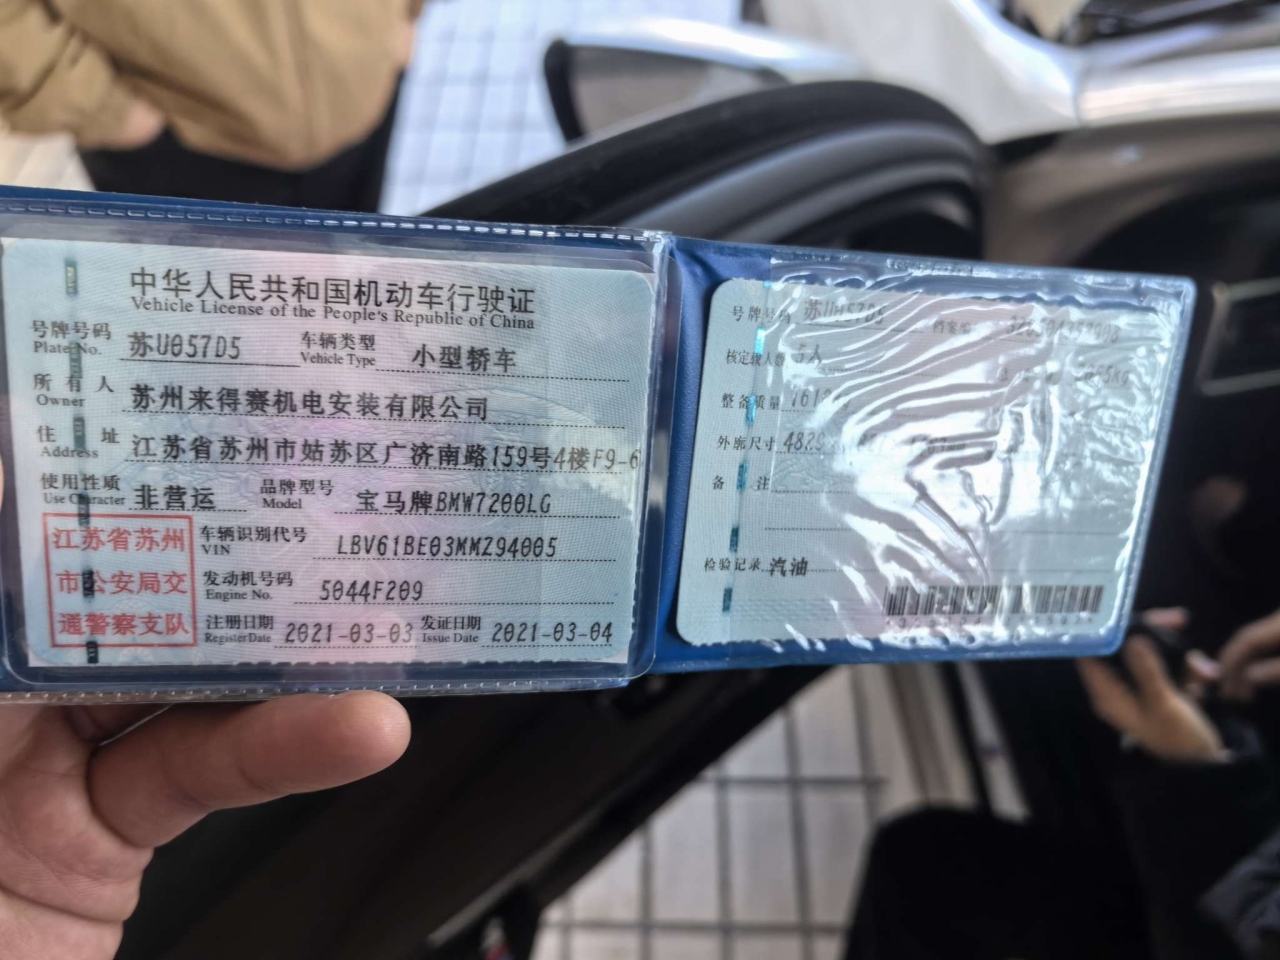 中华人民共和国机动车行驶证
Vehicle License of the People's Republic of China
号牌号码 苏U057D5 车辆类型 小型轿车
Plate No. Vehicle Type
所有人 苏州来得赛机电安装有限公司
Owner
住址 江苏省苏州市姑苏区广济南路159号4楼F9-6
Address
使用性质 非营运 品牌型号 宝马牌BMW7200LG
Use Character Model
江苏省苏州
市公安局交
通警察支队
车辆识别代号 LBV61BE03MMZ94005
VIN
发动机号码 5044F209
Engine No.
注册日期 2021-03-03 发证日期 2021-03-04
Register Date Issue Date
号牌号码
核定载人数 5人
整备质量
外廓尺寸
备注
检验记录 汽油